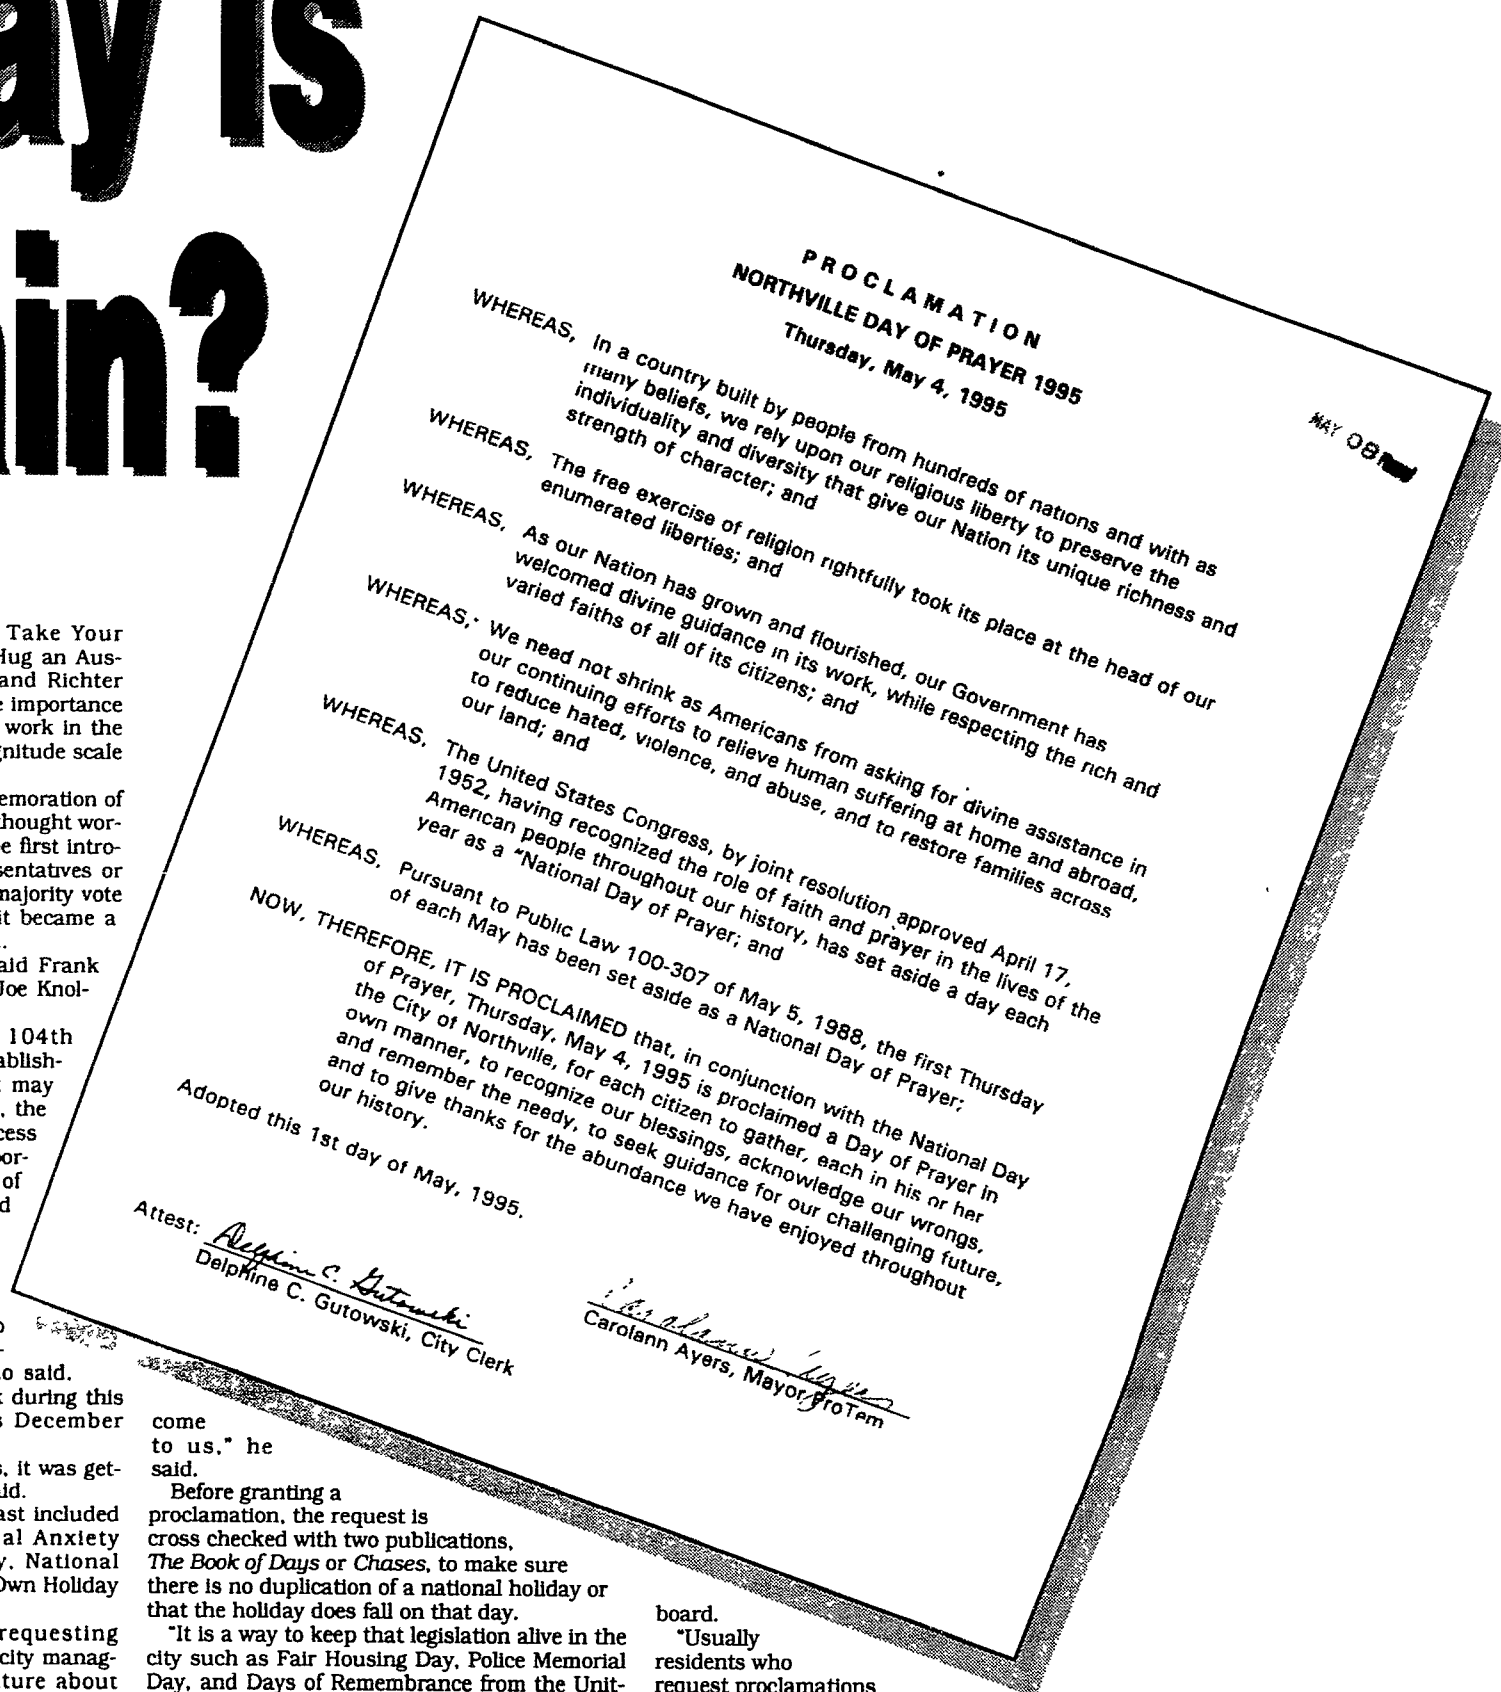 ay is
ain?
PROCLAMATION
NORTHVILLE DAY OF PRAYER 1995
Thursday, May 4, 1995
MAY 08
WHEREAS, In a country built by people from hundreds of nations and with as
many beliefs, we rely upon our religious liberty to preserve the
individuality and diversity that give our Nation its unique richness and
strength of character; and
WHEREAS, The free exercise of religion rightfully took its place at the head of our
enumerated liberties; and
WHEREAS, As our Nation has grown and flourished, our Government has
welcomed divine guidance in its work, while respecting the rich and
varied faiths of all of its citizens; and
WHEREAS, We need not shrink as Americans from asking for divine assistance in
our continuing efforts to relieve human suffering at home and abroad,
to reduce hated, violence, and abuse, and to restore families across
our land; and
WHEREAS, The United States Congress, by joint resolution approved April 17,
1952, having recognized the role of faith and prayer in the lives of the
American people throughout our history, has set aside a day each
year as a "National Day of Prayer; and
WHEREAS, Pursuant to Public Law 100-307 of May 5, 1988, the first Thursday
of each May has been set aside as a National Day of Prayer;
NOW, THEREFORE, IT IS PROCLAIMED that, in conjunction with the National Day
of Prayer, Thursday, May 4, 1995 is proclaimed a Day of Prayer in
the City of Northville, for each citizen to gather, each in his or her
own manner, to recognize our blessings, acknowledge our wrongs,
and remember the needy, to seek guidance for our challenging future,
and to give thanks for the abundance we have enjoyed throughout
our history.
Adopted this 1st day of May, 1995.
Attest: Delphine C. Gutowski
Delphine C. Gutowski, City Clerk
Carolann Ayers
Carolann Ayers, Mayor ProTem
Take Your
Hug an Aus-
and Richter
importance
work in the
gnitude scale
emoration of
thought wor-
e first intro-
sentatives or
majority vote
it became a
aid Frank
Joe Knol-
104th
ablish-
may
, the
cess
or-
of
d
o said.
during this
s December
s, it was get-
id.
ast included
al Anxiety
y, National
Own Holiday
requesting
city manag-
ture about
come
to us," he
said.
Before granting a
proclamation, the request is
cross checked with two publications,
The Book of Days or Chases, to make sure
there is no duplication of a national holiday or
that the holiday does fall on that day.
"It is a way to keep that legislation alive in the
city such as Fair Housing Day, Police Memorial
Day, and Days of Remembrance from the Unit-
board.
"Usually
residents who
request proclamations